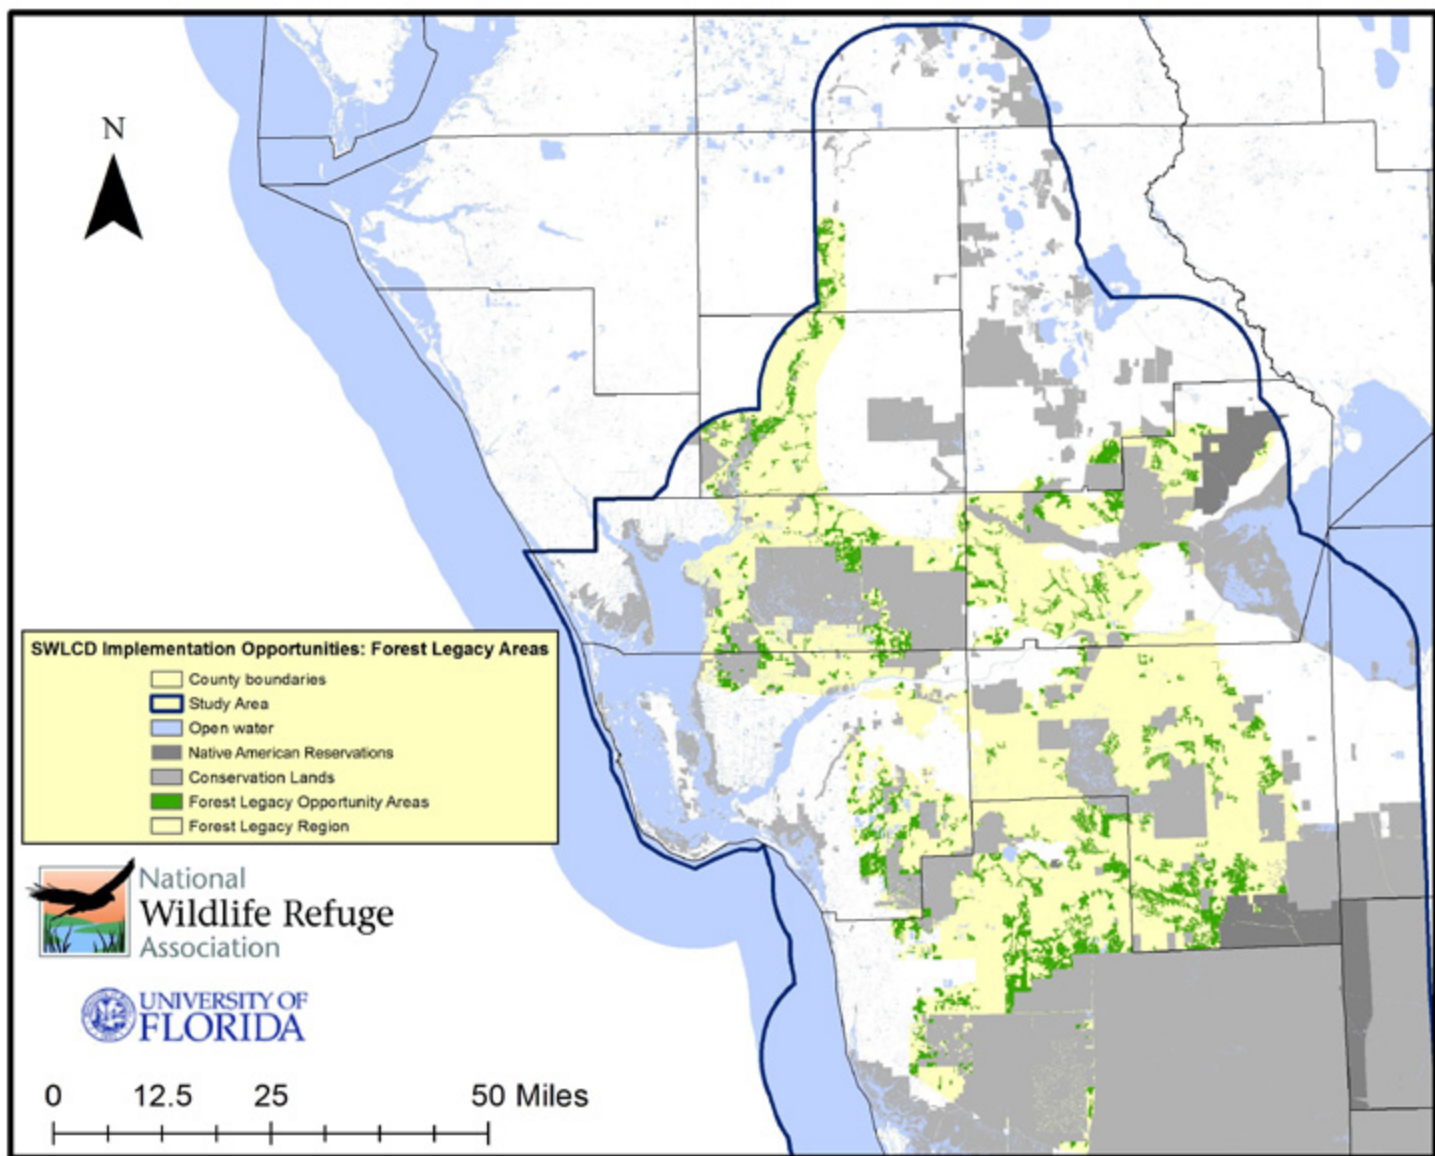 N
SWLCD Implementation Opportunities: Forest Legacy Areas
County boundaries
Study Area
Open water
Native American Reservations
Conservation Lands
Forest Legacy Opportunity Areas
Forest Legacy Region
National
Wildlife Refuge
Association
UNIVERSITY OF
FLORIDA
0 12.5 25 50 Miles